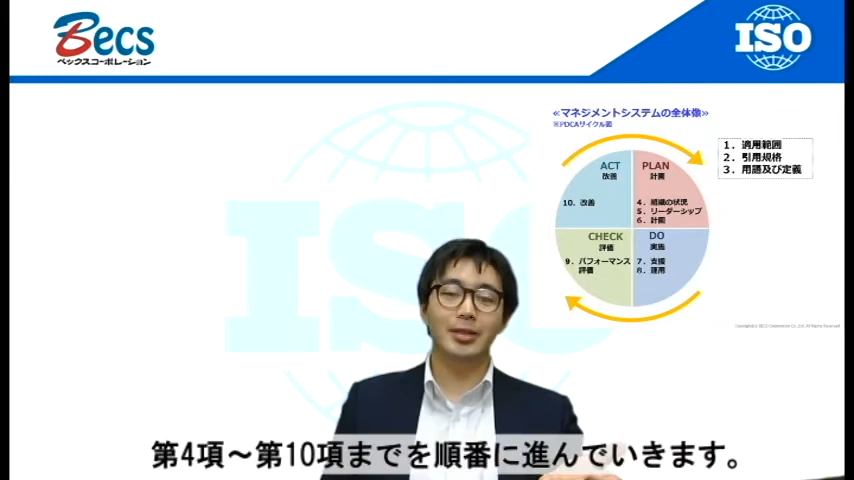 Becs
ベックスコーポレーション
ISO
≪マネジメントシステムの全体像≫
※PDCAサイクル図
ACT
改善
10．改善
PLAN
計画
4．組織の状況
5．リーダーシップ
6．計画
CHECK
評価
9．パフォーマンス
評価
DO
実施
7．支援
8．運用
1．適用範囲
2．引用規格
3．用語及び定義
ISO
第4項～第10項までを順番に進んでいきます。